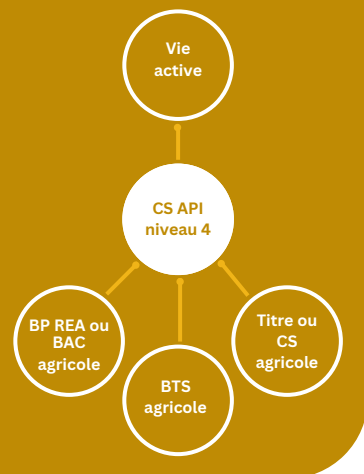 Vie
active
CS API
niveau 4
BP REA ou
BAC
agricole
BTS
agricole
Titre ou
CS
agricole